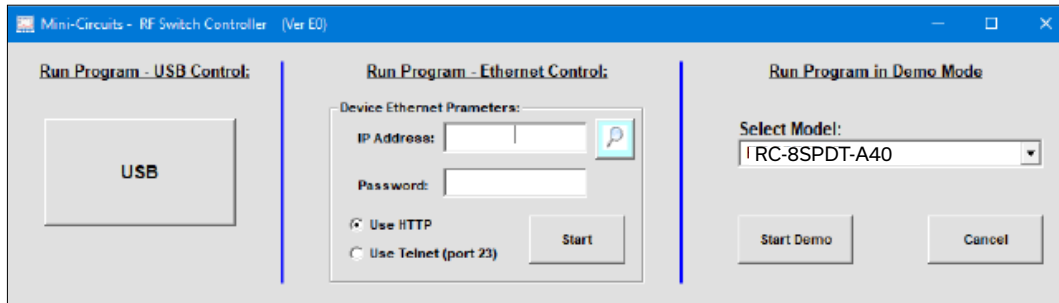 Mini-Circuits - RF Switch Controller (Ver E0)
Run Program - USB Control:
USB
Run Program - Ethernet Control:
Device Ethernet Prameters:
IP Address:
Password:
Use HTTP
Use Telnet (port 23)
Start
Run Program in Demo Mode
Select Model:
RC-8SPDT-A40
Start Demo
Cancel